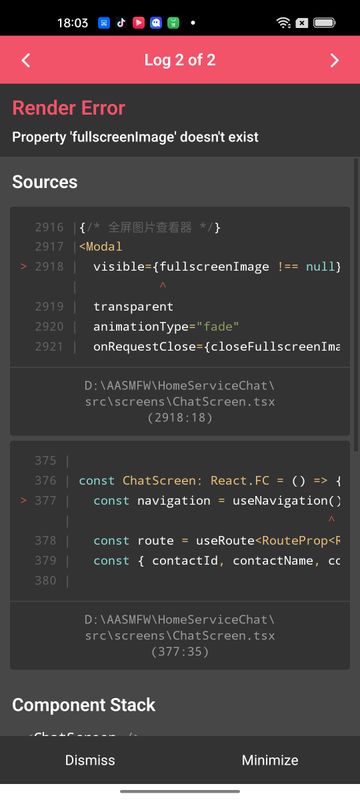 18:03
Log 2 of 2
Render Error
Property 'fullscreenImage' doesn't exist
Sources
2916 |{/* 全屏图片查看器 */}
2917 |<Modal
> 2918 |  visible={fullscreenImage !== null}
|          ^
2919 |  transparent
2920 |  animationType="fade"
2921 |  onRequestClose={closeFullscreenIma
D:\AASMFW\HomeServiceChat\
src\screens\ChatScreen.tsx
(2918:18)
375 |
376 | const ChatScreen: React.FC = () => {
> 377 |   const navigation = useNavigation()
|                                   ^
378 |   const route = useRoute<RouteProp<R
379 |   const { contactId, contactName, co
380 |
D:\AASMFW\HomeServiceChat\
src\screens\ChatScreen.tsx
(377:35)
Component Stack
<ChatScreen />
Dismiss
Minimize